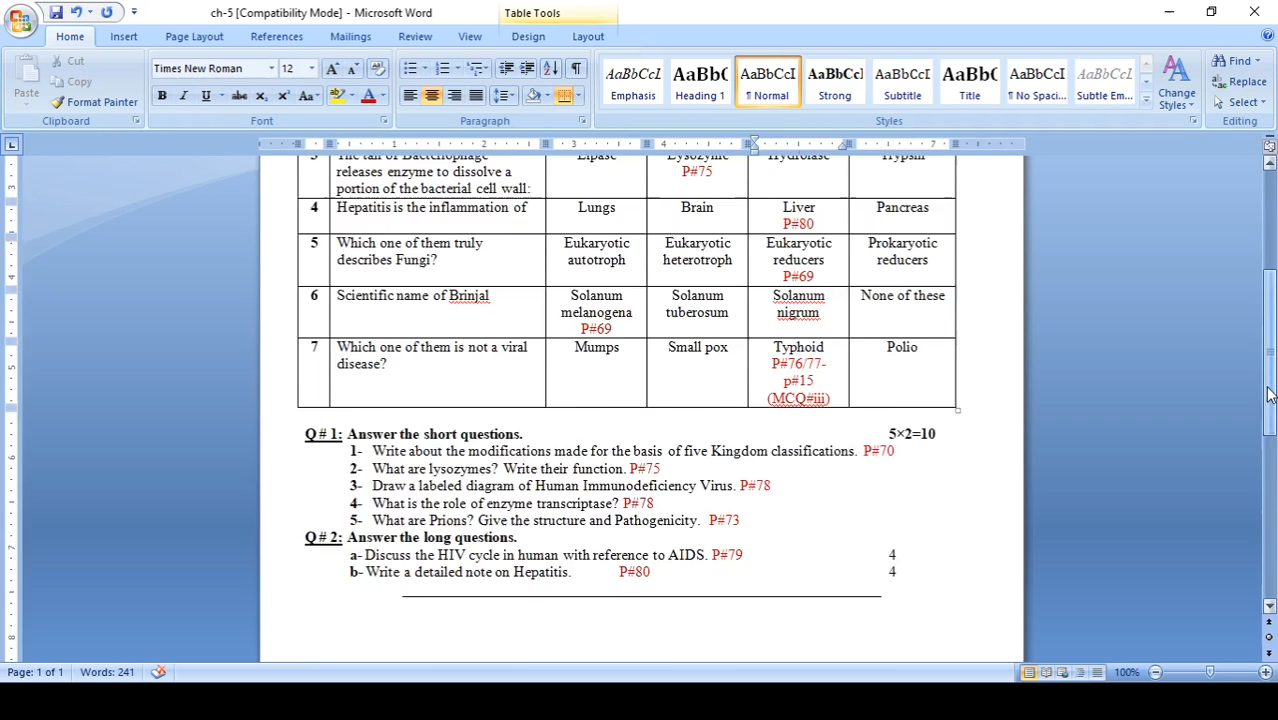 ch-5 [Compatibility Mode] - Microsoft Word
Table Tools
Home Insert Page Layout References Mailings Review View Design Layout
Paste
Cut
Copy
Format Painter
Clipboard
Times New Roman 12
Font
Paragraph
AaBbCcI AaBbC AaBbCcI AaBbCcI AaBbCcI AaBb( AaBbCcI AaBbCcI
Emphasis Heading 1 ¶ Normal Strong Subtitle Title ¶ No Spaci... Subtle Em...
Change Styles
Styles
Find
Replace
Select
Editing
1 2 4 7
releases enzyme to dissolve a
portion of the bacterial cell wall:
Lipase
Lysozyme
P#75
Hydrolase
4 Hepatitis is the inflammation of
Lungs
Brain
Liver
P#80
Pancreas
5 Which one of them truly
describes Fungi?
Eukaryotic
autotroph
Eukaryotic
heterotroph
Eukaryotic
reducers
P#69
Prokaryotic
reducers
6 Scientific name of Brinjal
Solanum
melanogena
P#69
Solanum
tuberosum
Solanum
nigrum
None of these
7 Which one of them is not a viral
disease?
Mumps
Small pox
Typhoid
P#76/77-
p#15
(MCQ#iii)
Polio
Q # 1: Answer the short questions. 5×2=10
1- Write about the modifications made for the basis of five Kingdom classifications. P#70
2- What are lysozymes? Write their function. P#75
3- Draw a labeled diagram of Human Immunodeficiency Virus. P#78
4- What is the role of enzyme transcriptase? P#78
5- What are Prions? Give the structure and Pathogenicity. P#73
Q # 2: Answer the long questions.
a- Discuss the HIV cycle in human with reference to AIDS. P#79 4
b- Write a detailed note on Hepatitis. P#80 4
Page: 1 of 1 Words: 241 100%